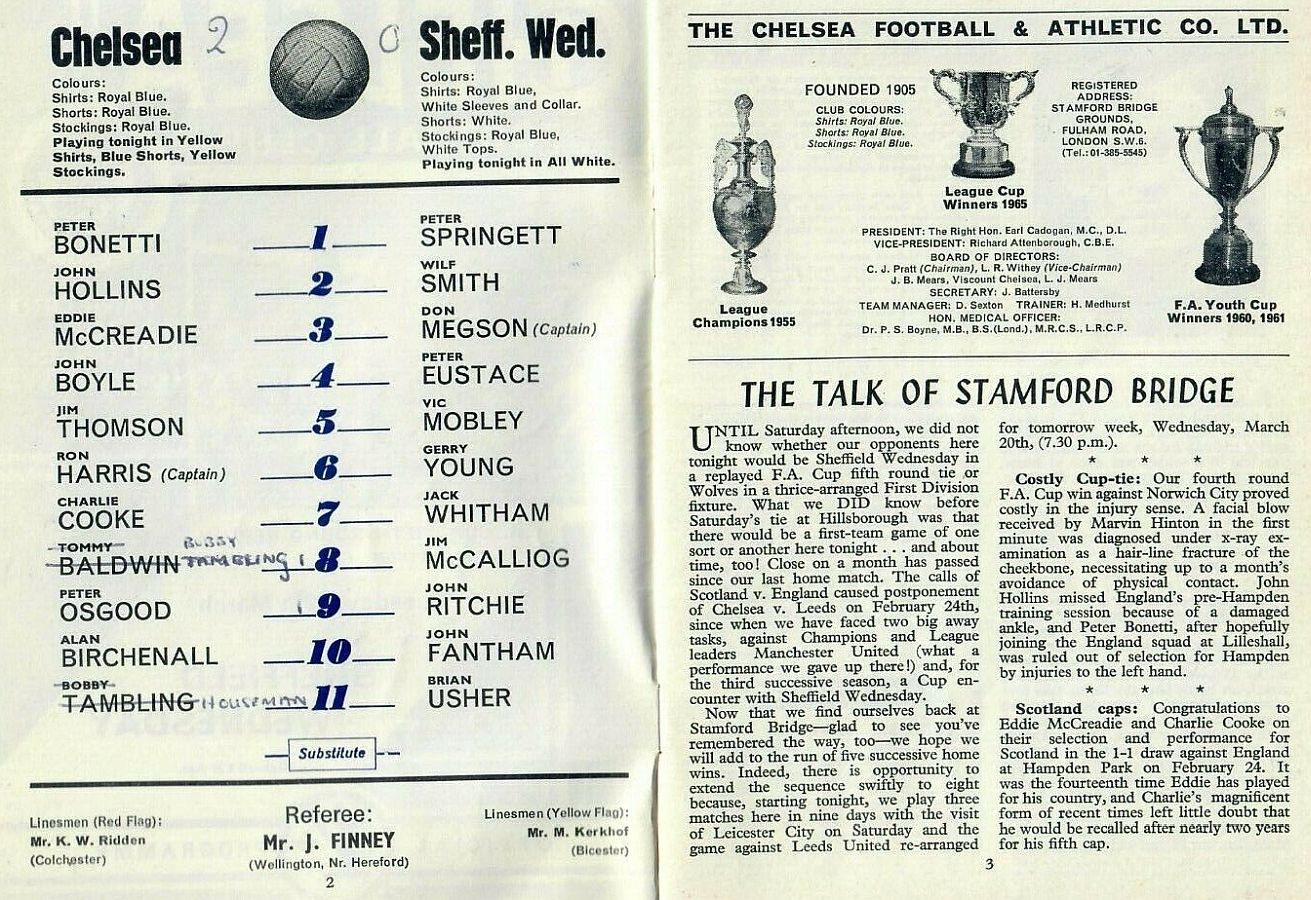 Chelsea 2
0 Sheff. Wed.
Colours:
Shirts: Royal Blue.
Shorts: Royal Blue.
Stockings: Royal Blue.
Playing tonight in Yellow
Shirts, Blue Shorts, Yellow
Stockings.
Colours:
Shirts: Royal Blue,
White Sleeves and Collar.
Shorts: White.
Stockings: Royal Blue,
White Tops.
Playing tonight in All White.
PETER
BONETTI 1 PETER
SPRINGETT
JOHN
HOLLINS 2 WILF
SMITH
EDDIE
McCREADIE 3 DON
MEGSON (Captain)
JOHN
BOYLE 4 PETER
EUSTACE
JIM
THOMSON 5 VIC
MOBLEY
RON
HARRIS (Captain) 6 GERRY
YOUNG
CHARLIE
COOKE 7 JACK
WHITHAM
TOMMY BOBBY
BALDWIN TAMBLING 1 8 JIM
McCALLIOG
PETER
OSGOOD 1 9 JOHN
RITCHIE
ALAN
BIRCHENALL 10 JOHN
FANTHAM
BOBBY
TAMBLING HOUSEMAN 11 BRIAN
USHER
Substitute
Linesmen (Red Flag):
Mr. K. W. Ridden
(Colchester)
Referee:
Mr. J. FINNEY
(Wellington, Nr. Hereford)
Linesmen (Yellow Flag):
Mr. M. Kerkhof
(Bicester)
2
THE CHELSEA FOOTBALL & ATHLETIC CO. LTD.
FOUNDED 1905
CLUB COLOURS:
Shirts: Royal Blue.
Shorts: Royal Blue.
Stockings: Royal Blue.
REGISTERED
ADDRESS:
STAMFORD BRIDGE
GROUNDS,
FULHAM ROAD,
LONDON S.W.6.
(Tel.: 01-385-5545)
League Cup
Winners 1965
PRESIDENT: The Right Hon. Earl Cadogan, M.C., D.L.
VICE-PRESIDENT: Richard Attenborough, C.B.E.
BOARD OF DIRECTORS:
C. J. Pratt (Chairman), L. R. Withey (Vice-Chairman)
J. B. Mears, Viscount Chelsea, L. J. Mears
SECRETARY: J. Battersby
TEAM MANAGER: D. Sexton TRAINER: H. Medhurst
HON. MEDICAL OFFICER:
Dr. P. S. Boyne, M.B., B.S.(Lond.), M.R.C.S., L.R.C.P.
League
Champions 1955
F.A. Youth Cup
Winners 1960, 1961
THE TALK OF STAMFORD BRIDGE
UNTIL Saturday afternoon, we did not
know whether our opponents here
tonight would be Sheffield Wednesday in
a replayed F.A. Cup fifth round tie or
Wolves in a thrice-arranged First Division
fixture. What we DID know before
Saturday's tie at Hillsborough was that
there would be a first-team game of one
sort or another here tonight . . . and about
time, too! Close on a month has passed
since our last home match. The calls of
Scotland v. England caused postponement
of Chelsea v. Leeds on February 24th,
since when we have faced two big away
tasks, against Champions and League
leaders Manchester United (what a
performance we gave up there!) and, for
the third successive season, a Cup en-
counter with Sheffield Wednesday.
Now that we find ourselves back at
Stamford Bridge—glad to see you've
remembered the way, too—we hope we
will add to the run of five successive home
wins. Indeed, there is opportunity to
extend the sequence swiftly to eight
because, starting tonight, we play three
matches here in nine days with the visit
of Leicester City on Saturday and the
game against Leeds United re-arranged
for tomorrow week, Wednesday, March
20th, (7.30 p.m.).
* * *
Costly Cup-tie: Our fourth round
F.A. Cup win against Norwich City proved
costly in the injury sense. A facial blow
received by Marvin Hinton in the first
minute was diagnosed under x-ray ex-
amination as a hair-line fracture of the
cheekbone, necessitating up to a month's
avoidance of physical contact. John
Hollins missed England's pre-Hampden
training session because of a damaged
ankle, and Peter Bonetti, after hopefully
joining the England squad at Lilleshall,
was ruled out of selection for Hampden
by injuries to the left hand.
* * *
Scotland caps: Congratulations to
Eddie McCreadie and Charlie Cooke on
their selection and performance for
Scotland in the 1-1 draw against England
at Hampden Park on February 24. It
was the fourteenth time Eddie has played
for his country, and Charlie's magnificent
form of recent times left little doubt that
he would be recalled after nearly two years
for his fifth cap.
3